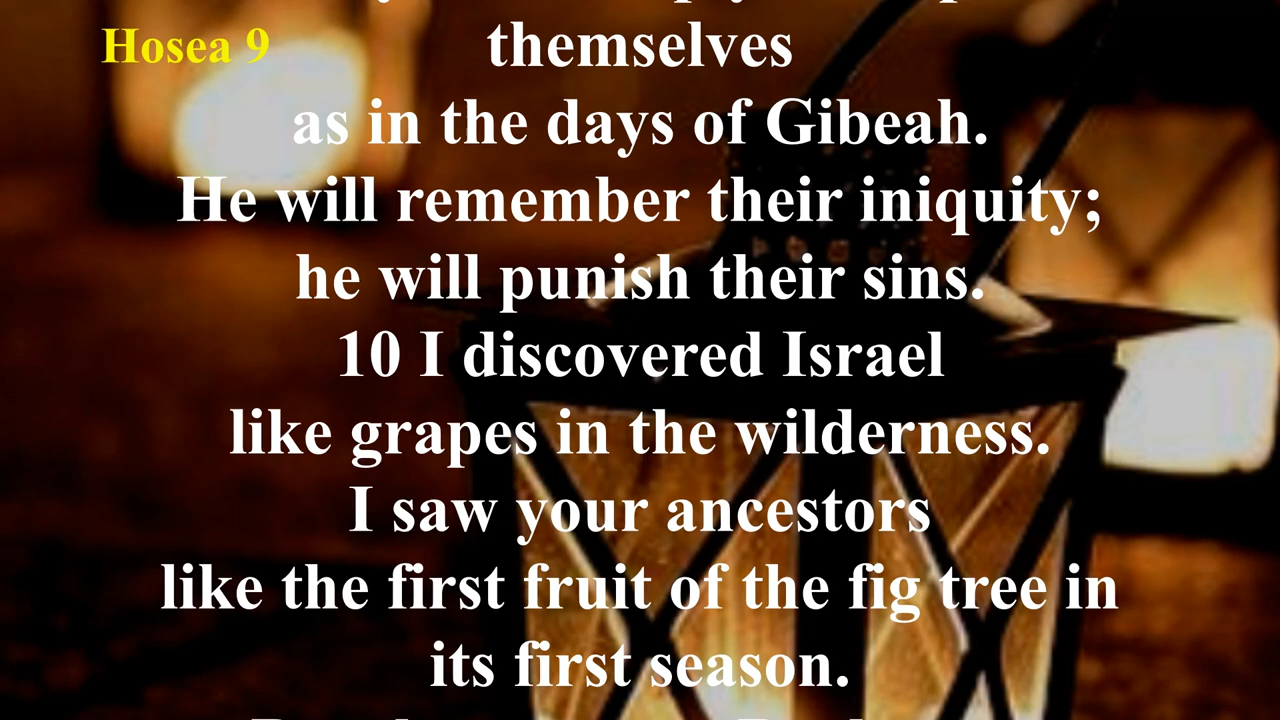 Hosea 9
themselves
as in the days of Gibeah.
He will remember their iniquity;
he will punish their sins.
10 I discovered Israel
like grapes in the wilderness.
I saw your ancestors
like the first fruit of the fig tree in
its first season.